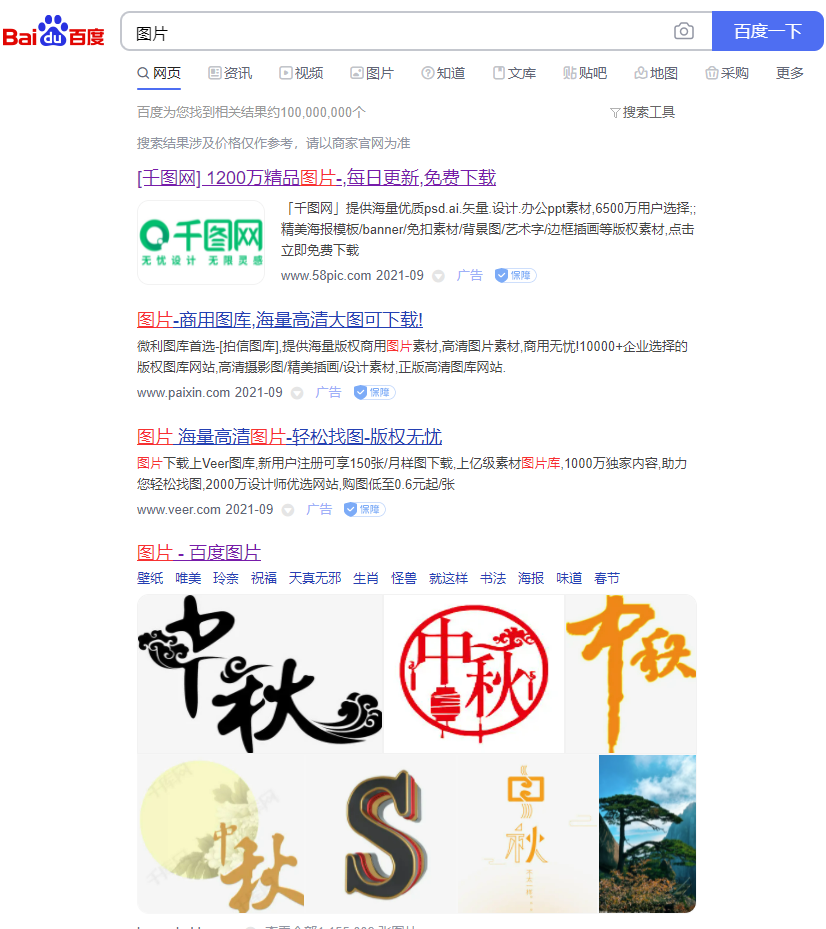 Bai du 百度
图片
百度一下
网页 资讯 视频 图片 知道 文库 贴吧 地图 采购 更多
百度为您找到相关结果约100,000,000个
搜索工具
搜索结果涉及价格仅作参考，请以商家官网为准
[千图网] 1200万精品图片-,每日更新,免费下载
千图网
无忧设计 无限灵感
「千图网」提供海量优质psd.ai.矢量.设计.办公ppt素材,6500万用户选择;;
精美海报模板/banner/免扣素材/背景图/艺术字/边框插画等版权素材,点击
立即免费下载
www.58pic.com 2021-09 广告 保障
图片-商用图库,海量高清大图可下载!
微利图库首选-[拍信图库],提供海量版权商用图片素材,高清图片素材,商用无忧!10000+企业选择的
版权图库网站,高清摄影图/精美插画/设计素材,正版高清图库网站.
www.paixin.com 2021-09 广告 保障
图片 海量高清图片-轻松找图-版权无忧
图片下载上Veer图库,新用户注册可享150张/月样图下载,上亿级素材图片库,1000万独家内容,助力
您轻松找图,2000万设计师优选网站,购图低至0.6元起/张
www.veer.com 2021-09 广告 保障
图片 - 百度图片
壁纸 唯美 玲奈 祝福 天真无邪 生肖 怪兽 就这样 书法 海报 味道 春节
中秋
中秋
中秋
中秋
S
中秋